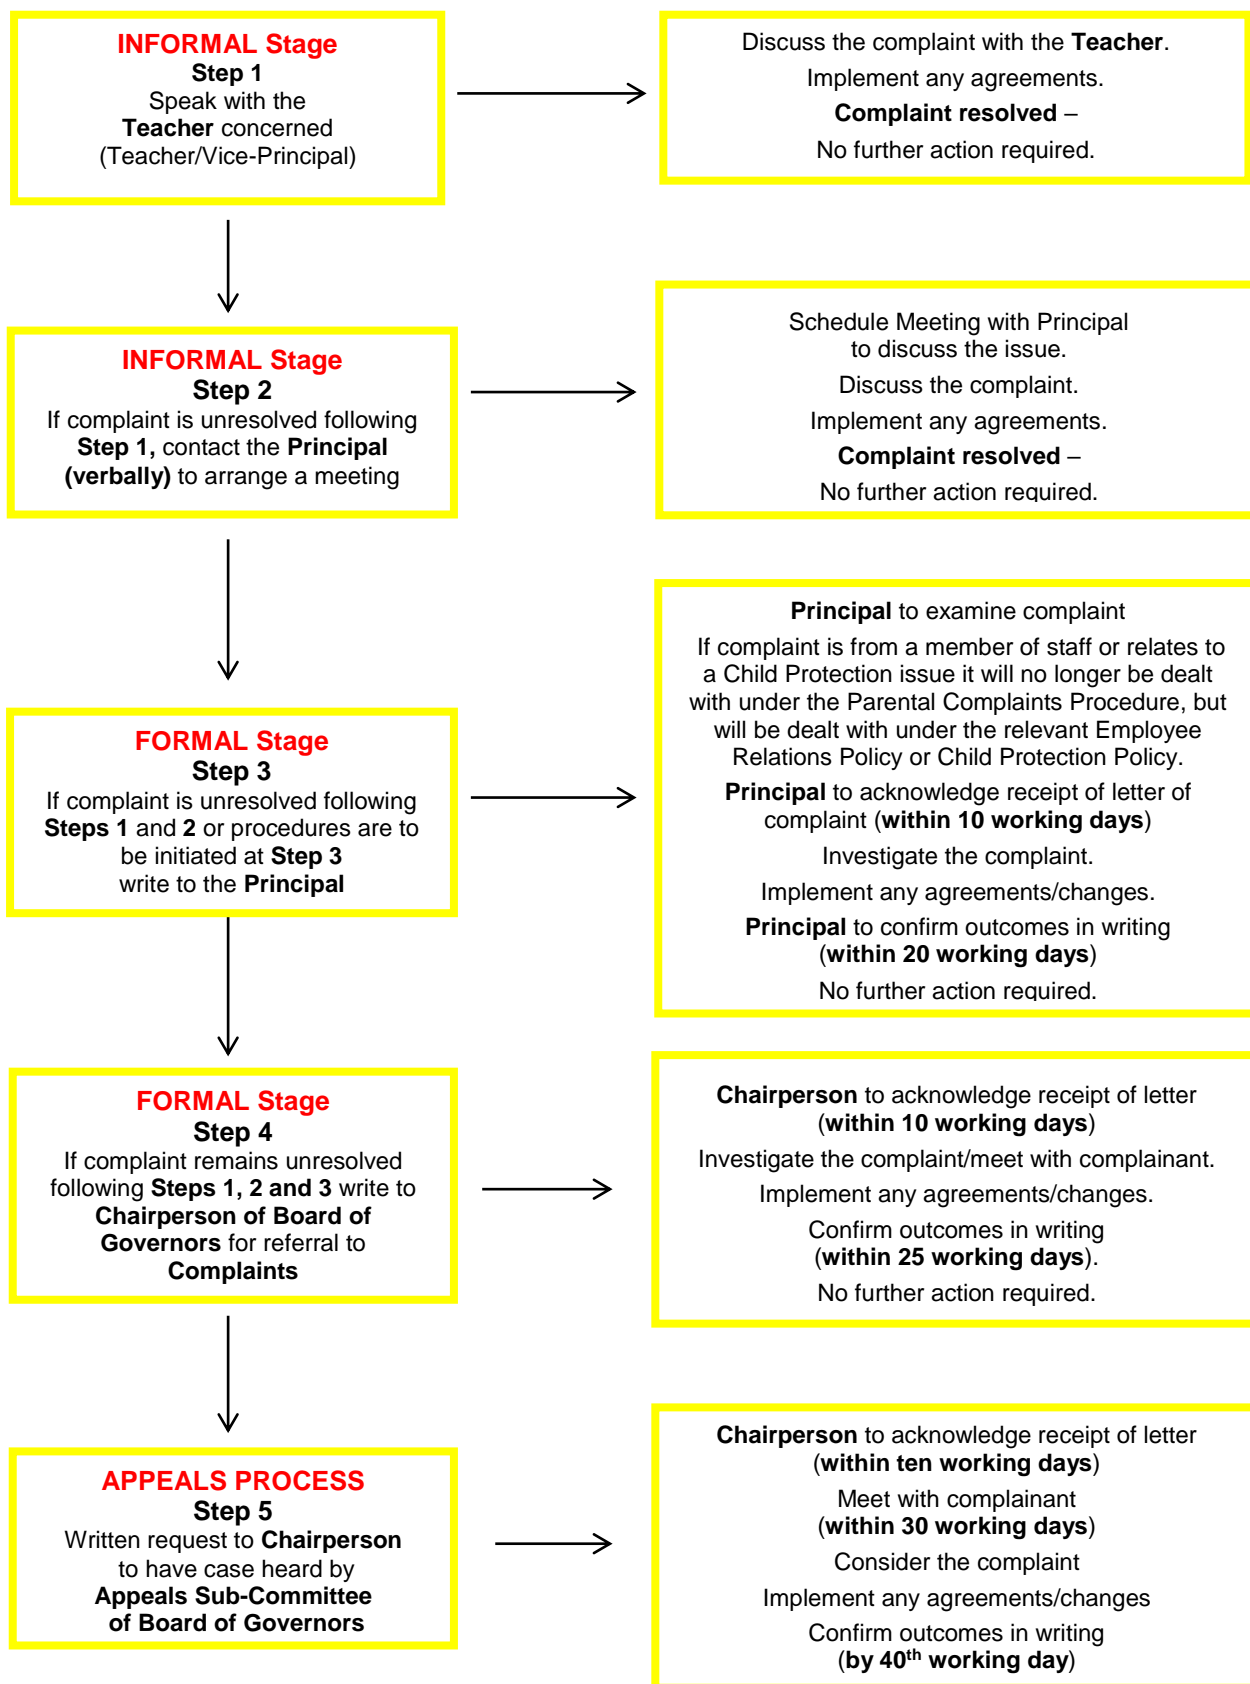 INFORMAL Stage
Step 1
Speak with the
Teacher concerned
(Teacher/Vice-Principal)
Discuss the complaint with the Teacher.
Implement any agreements.
Complaint resolved –
No further action required.
INFORMAL Stage
Step 2
If complaint is unresolved following
Step 1, contact the Principal
(verbally) to arrange a meeting
Schedule Meeting with Principal
to discuss the issue.
Discuss the complaint.
Implement any agreements.
Complaint resolved –
No further action required.
FORMAL Stage
Step 3
If complaint is unresolved following
Steps 1 and 2 or procedures are to
be initiated at Step 3
write to the Principal
Principal to examine complaint
If complaint is from a member of staff or relates to
a Child Protection issue it will no longer be dealt
with under the Parental Complaints Procedure, but
will be dealt with under the relevant Employee
Relations Policy or Child Protection Policy.
Principal to acknowledge receipt of letter of
complaint (within 10 working days)
Investigate the complaint.
Implement any agreements/changes.
Principal to confirm outcomes in writing
(within 20 working days)
No further action required.
FORMAL Stage
Step 4
If complaint remains unresolved
following Steps 1, 2 and 3 write to
Chairperson of Board of
Governors for referral to
Complaints
Chairperson to acknowledge receipt of letter
(within 10 working days)
Investigate the complaint/meet with complainant.
Implement any agreements/changes.
Confirm outcomes in writing
(within 25 working days).
No further action required.
APPEALS PROCESS
Step 5
Written request to Chairperson
to have case heard by
Appeals Sub-Committee
of Board of Governors
Chairperson to acknowledge receipt of letter
(within ten working days)
Meet with complainant
(within 30 working days)
Consider the complaint
Implement any agreements/changes
Confirm outcomes in writing
(by 40th working day)